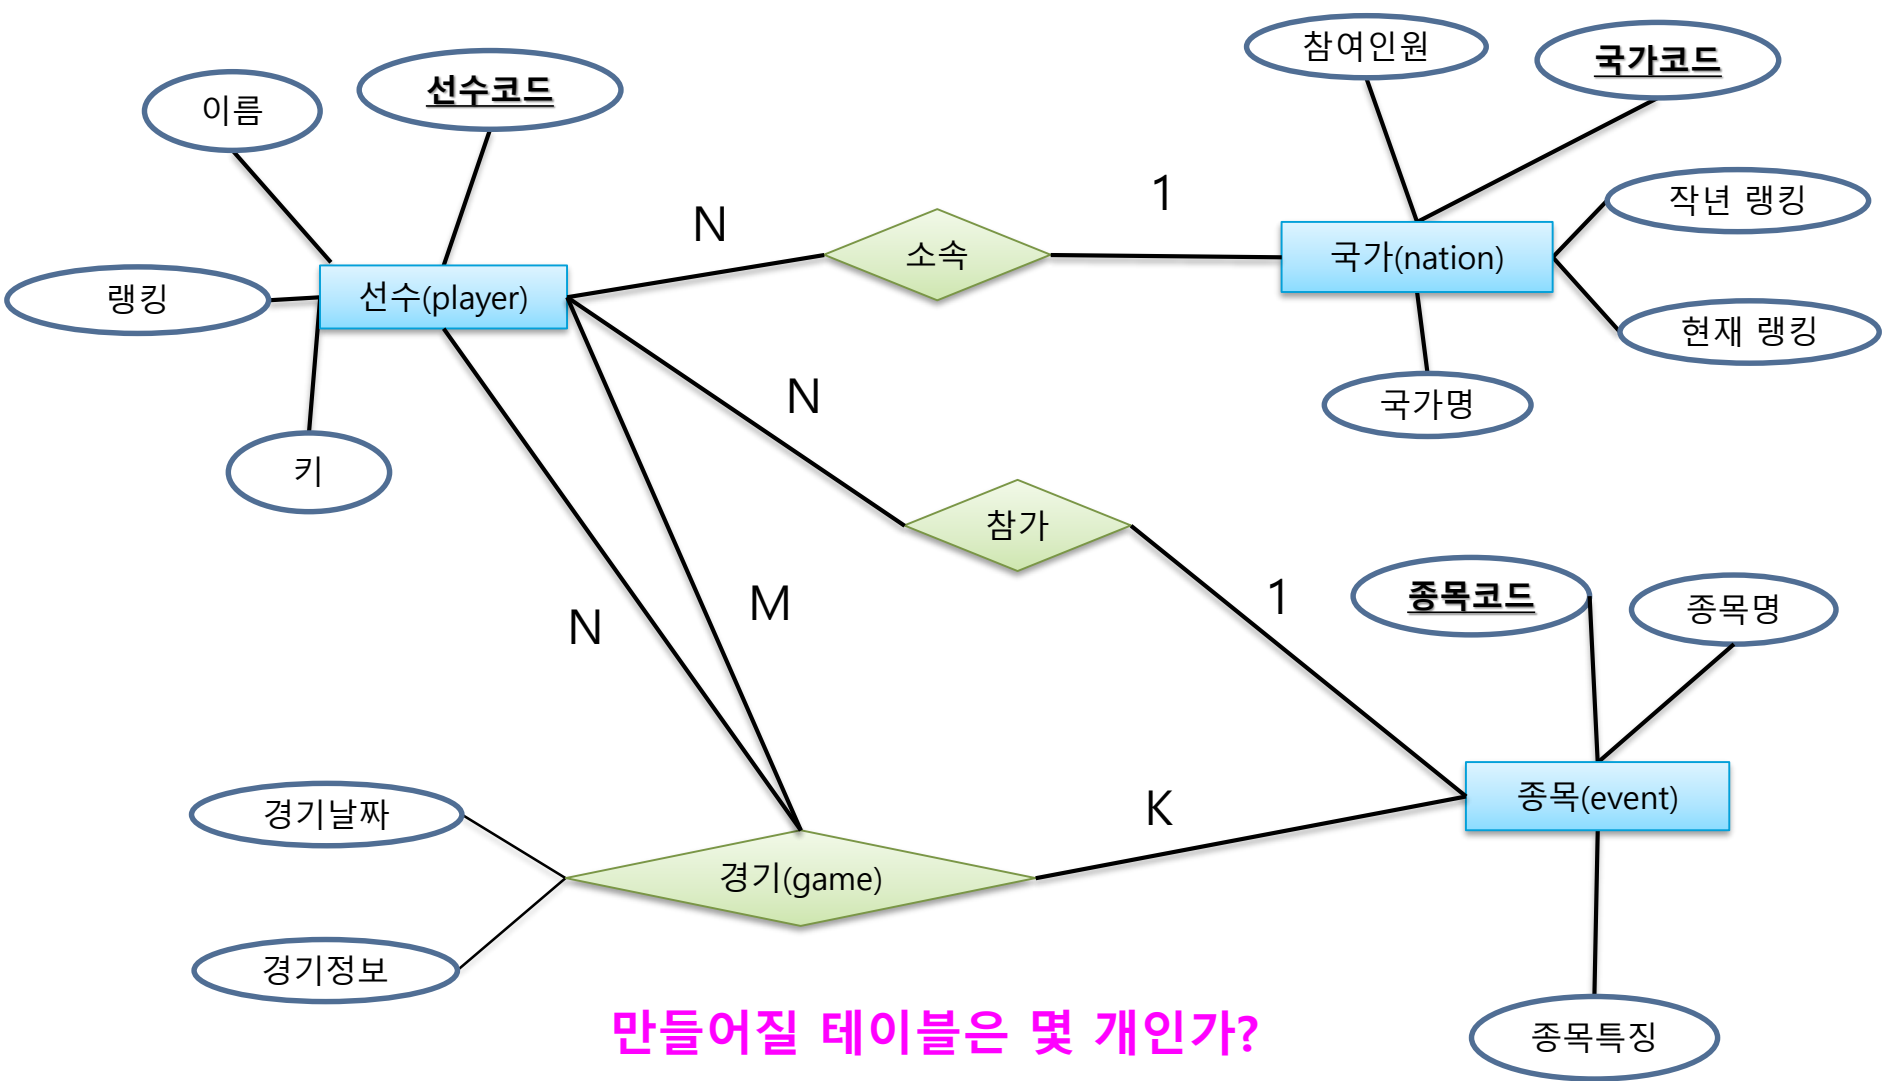 참여인원
국가코드
선수코드
이름
작년 랭킹
N
1
소속
국가(nation)
랭킹
선수(player)
현재 랭킹
N
국가명
키
참가
N
M
1
종목코드
종목명
경기날짜
K
종목(event)
경기(game)
경기정보
만들어질 테이블은 몇 개인가?
종목특징